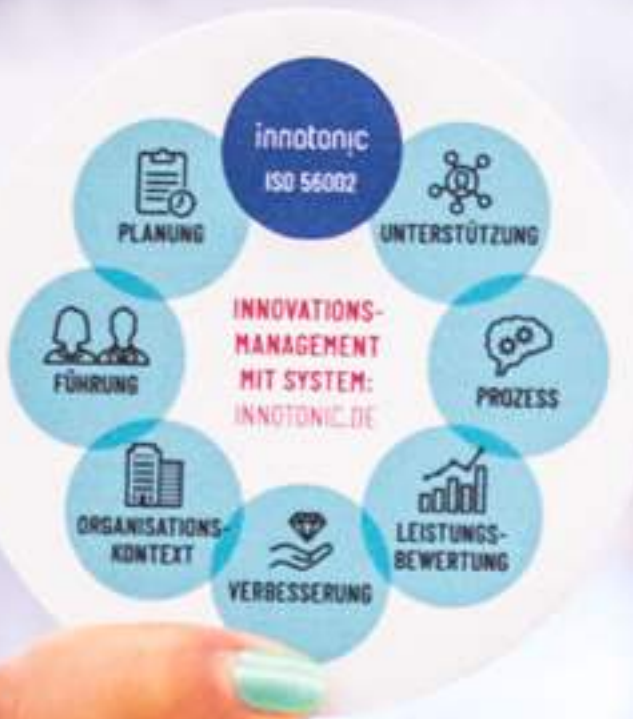 innotonic
ISO 56002
UNTERSTÜTZUNG
PROZESS
LEISTUNGS-
BEWERTUNG
VERBESSERUNG
ORGANISATIONS-
KONTEXT
FÜHRUNG
PLANUNG
INNOVATIONS-
MANAGEMENT
MIT SYSTEM:
INNOTONIC.DE